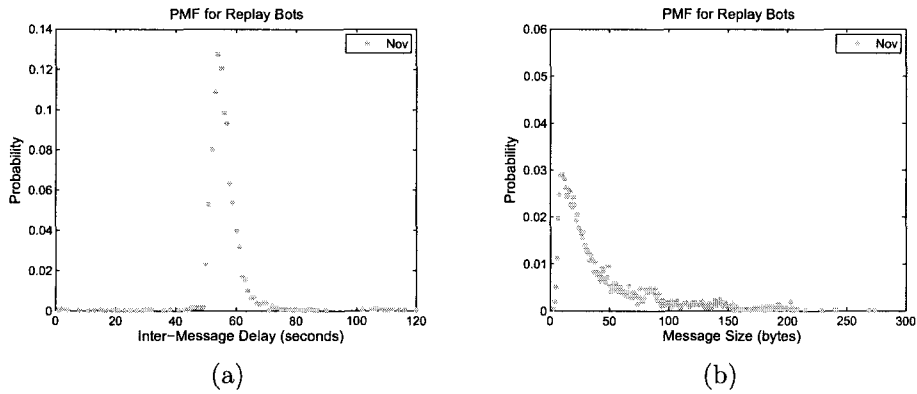 PMF for Replay Bots
Nov
0.14
0.12
0.1
0.08
0.06
0.04
0.02
0
Probability
0 20 40 60 80 100 120
Inter-Message Delay (seconds)
(a)
PMF for Replay Bots
Nov
0.06
0.05
0.04
0.03
0.02
0.01
0
Probability
0 50 100 150 200 250 300
Message Size (bytes)
(b)